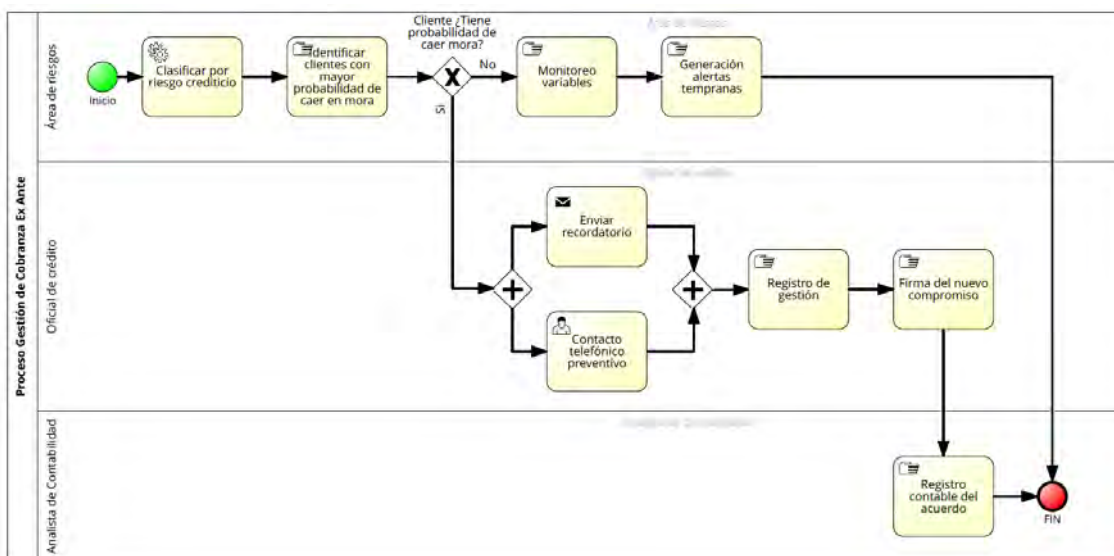 Proceso Gestión de Cobranza Ex Ante
Área de riesgos
Inicio
Clasificar por
riesgo crediticio
Identificar
clientes con
mayor
probabilidad de
caer en mora
Cliente ¿Tiene
probabilidad de
caer mora?
No
Si
Monitoreo
variables
Generación
alertas
tempranas
Oficial de crédito
Enviar
recordatorio
Contacto
telefónico
preventivo
Registro de
gestión
Firma del nuevo
compromiso
Analista de Contabilidad
Registro
contable del
acuerdo
FIN